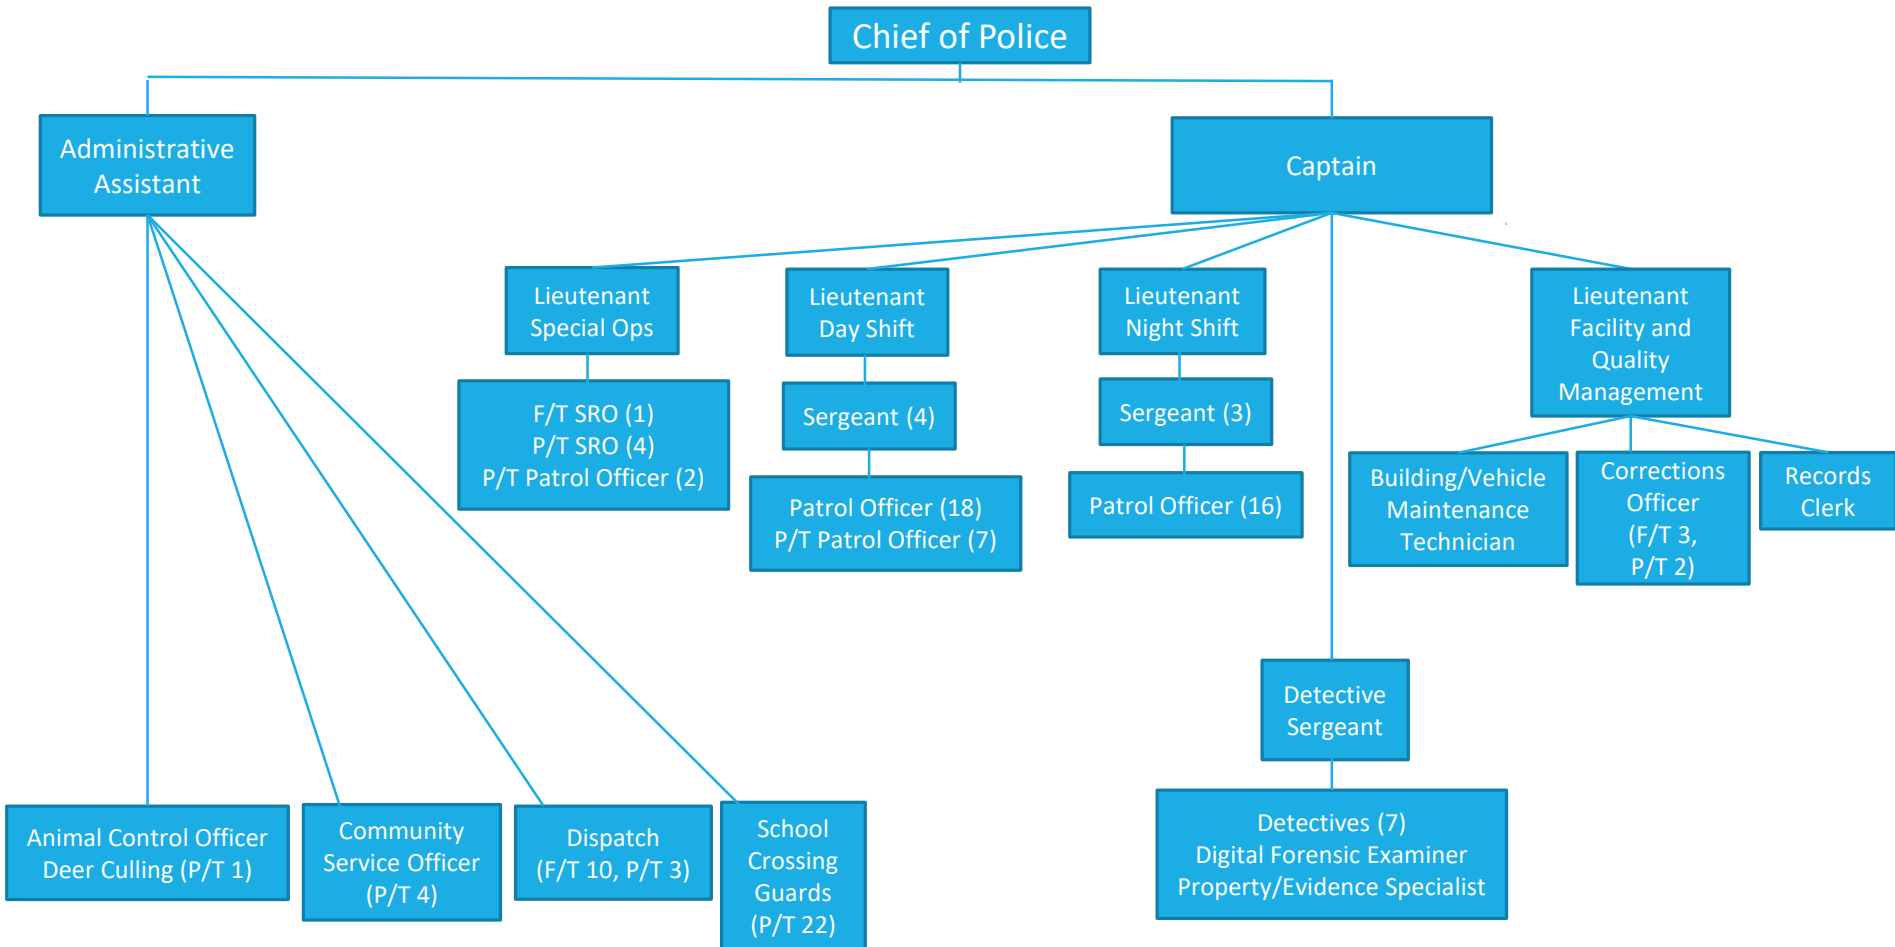 Chief of Police
Administrative
Assistant
Captain
Lieutenant
Special Ops
Lieutenant
Day Shift
Lieutenant
Night Shift
Lieutenant
Facility and
Quality
Management
F/T SRO (1)
P/T SRO (4)
P/T Patrol Officer (2)
Sergeant (4)
Sergeant (3)
Patrol Officer (18)
P/T Patrol Officer (7)
Patrol Officer (16)
Building/Vehicle
Maintenance
Technician
Corrections
Officer
(F/T 3,
P/T 2)
Records
Clerk
Detective
Sergeant
Animal Control Officer
Deer Culling (P/T 1)
Community
Service Officer
(P/T 4)
Dispatch
(F/T 10, P/T 3)
School
Crossing
Guards
(P/T 22)
Detectives (7)
Digital Forensic Examiner
Property/Evidence Specialist